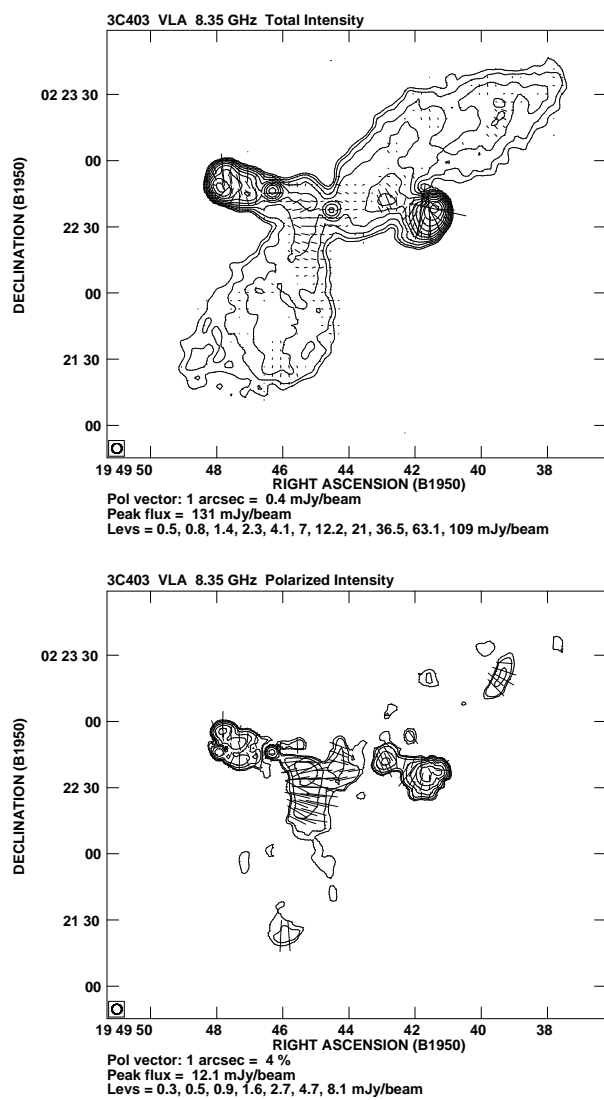 3C403 VLA 8.35 GHz Total Intensity
DECLINATION (B1950)
02 23 30
00
22 30
00
21 30
00
19 49 50 48 46 44 42 40 38
RIGHT ASCENSION (B1950)
Pol vector: 1 arcsec = 0.4 mJy/beam
Peak flux = 131 mJy/beam
Levs = 0.5, 0.8, 1.4, 2.3, 4.1, 7, 12.2, 21, 36.5, 63.1, 109 mJy/beam
3C403 VLA 8.35 GHz Polarized Intensity
DECLINATION (B1950)
02 23 30
00
22 30
00
21 30
00
19 49 50 48 46 44 42 40 38
RIGHT ASCENSION (B1950)
Pol vector: 1 arcsec = 4 %
Peak flux = 12.1 mJy/beam
Levs = 0.3, 0.5, 0.9, 1.6, 2.7, 4.7, 8.1 mJy/beam